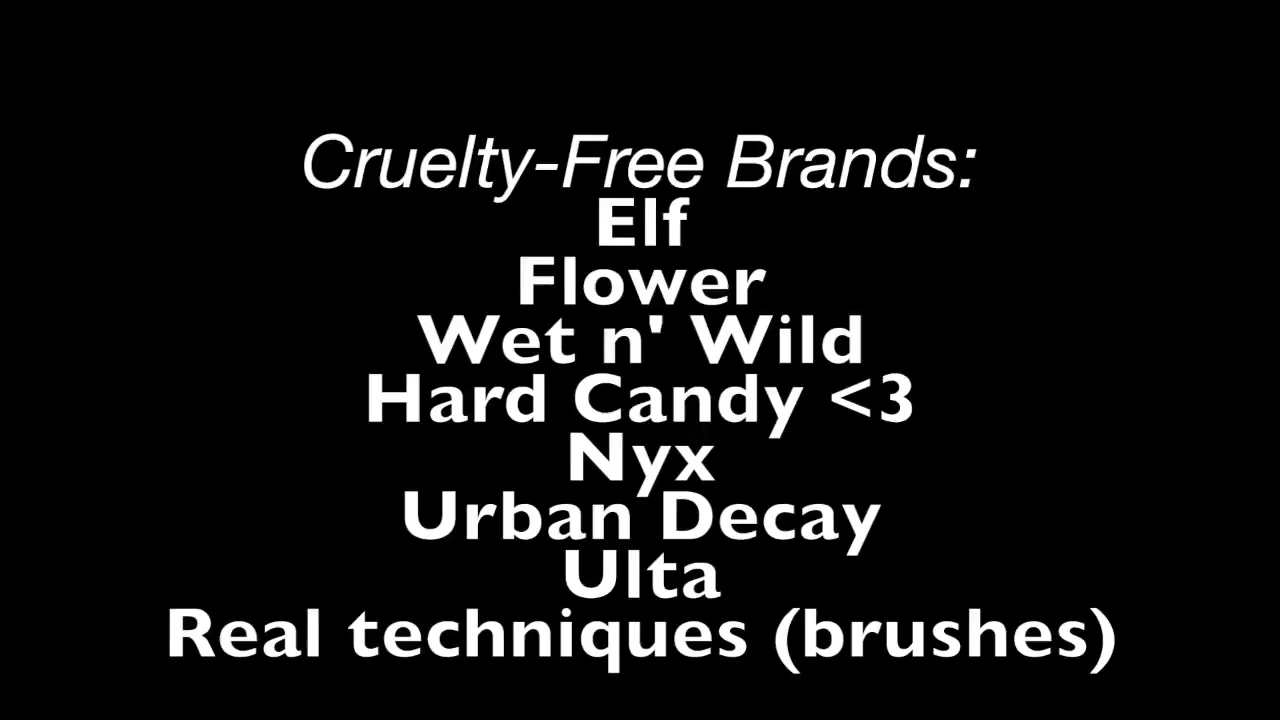 Cruelty-Free Brands:
Elf
Flower
Wet n' Wild
Hard Candy <3
Nyx
Urban Decay
Ulta
Real techniques (brushes)